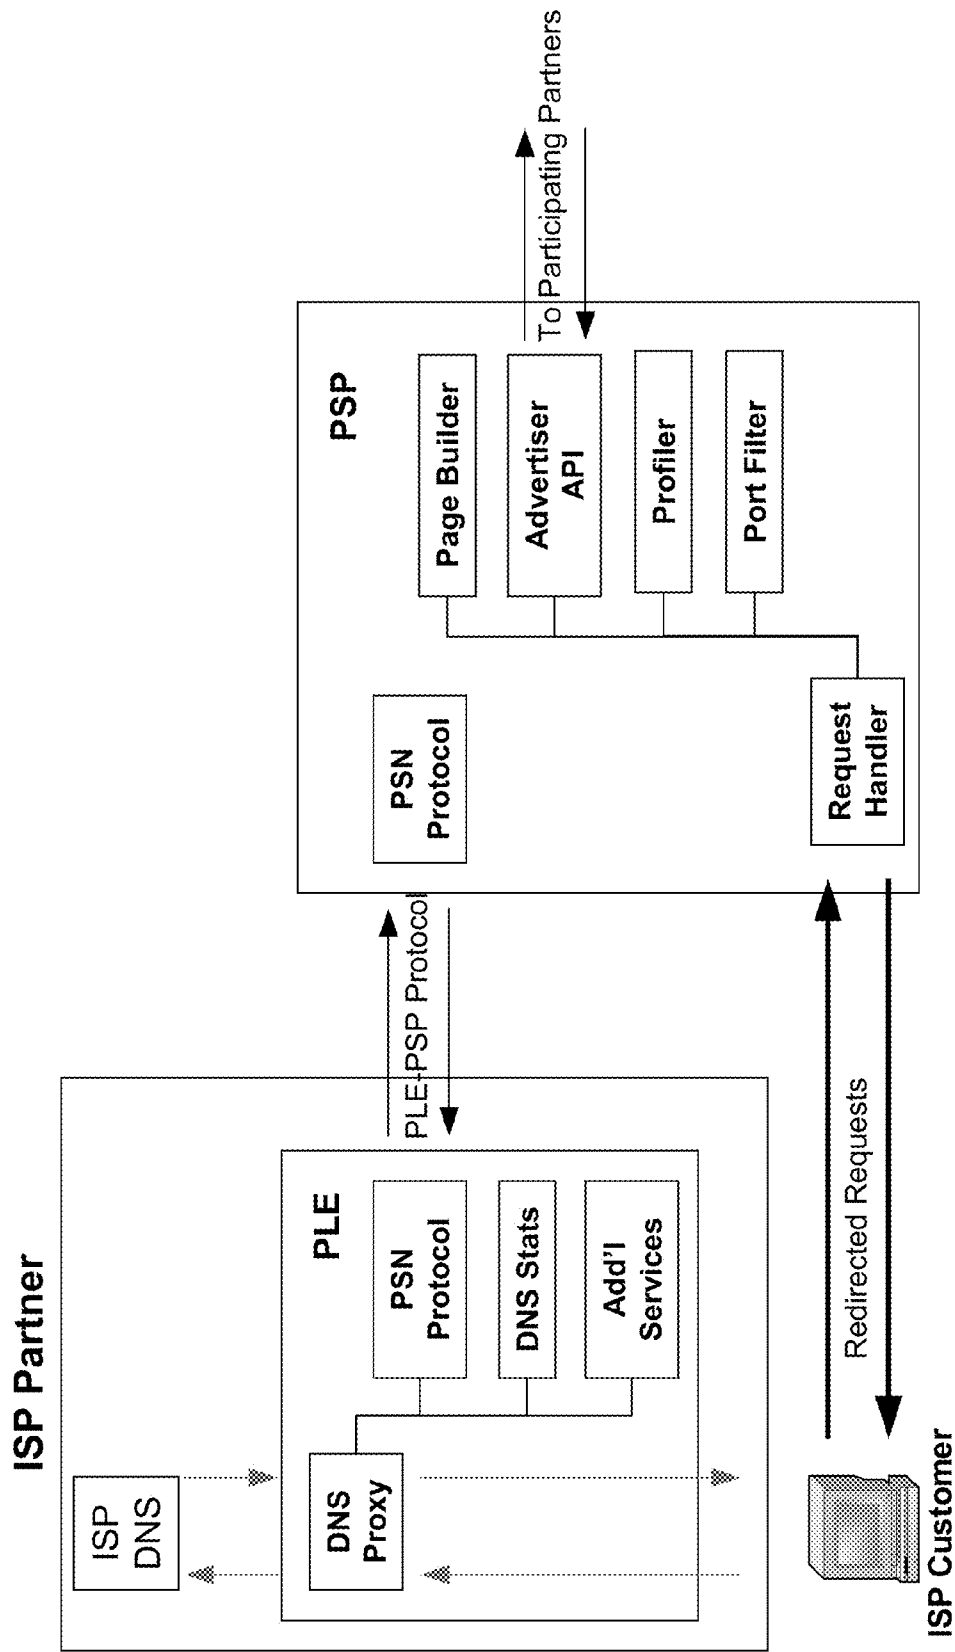 ISP Partner
ISP
DNS
PLE
DNS
Proxy
PSN
Protocol
DNS Stats
Add'l
Services
PLE-PSP Protocol
PSP
PSN
Protocol
Page Builder
Advertiser
API
Profiler
Port Filter
Request
Handler
To Participating Partners
Redirected Requests
ISP Customer